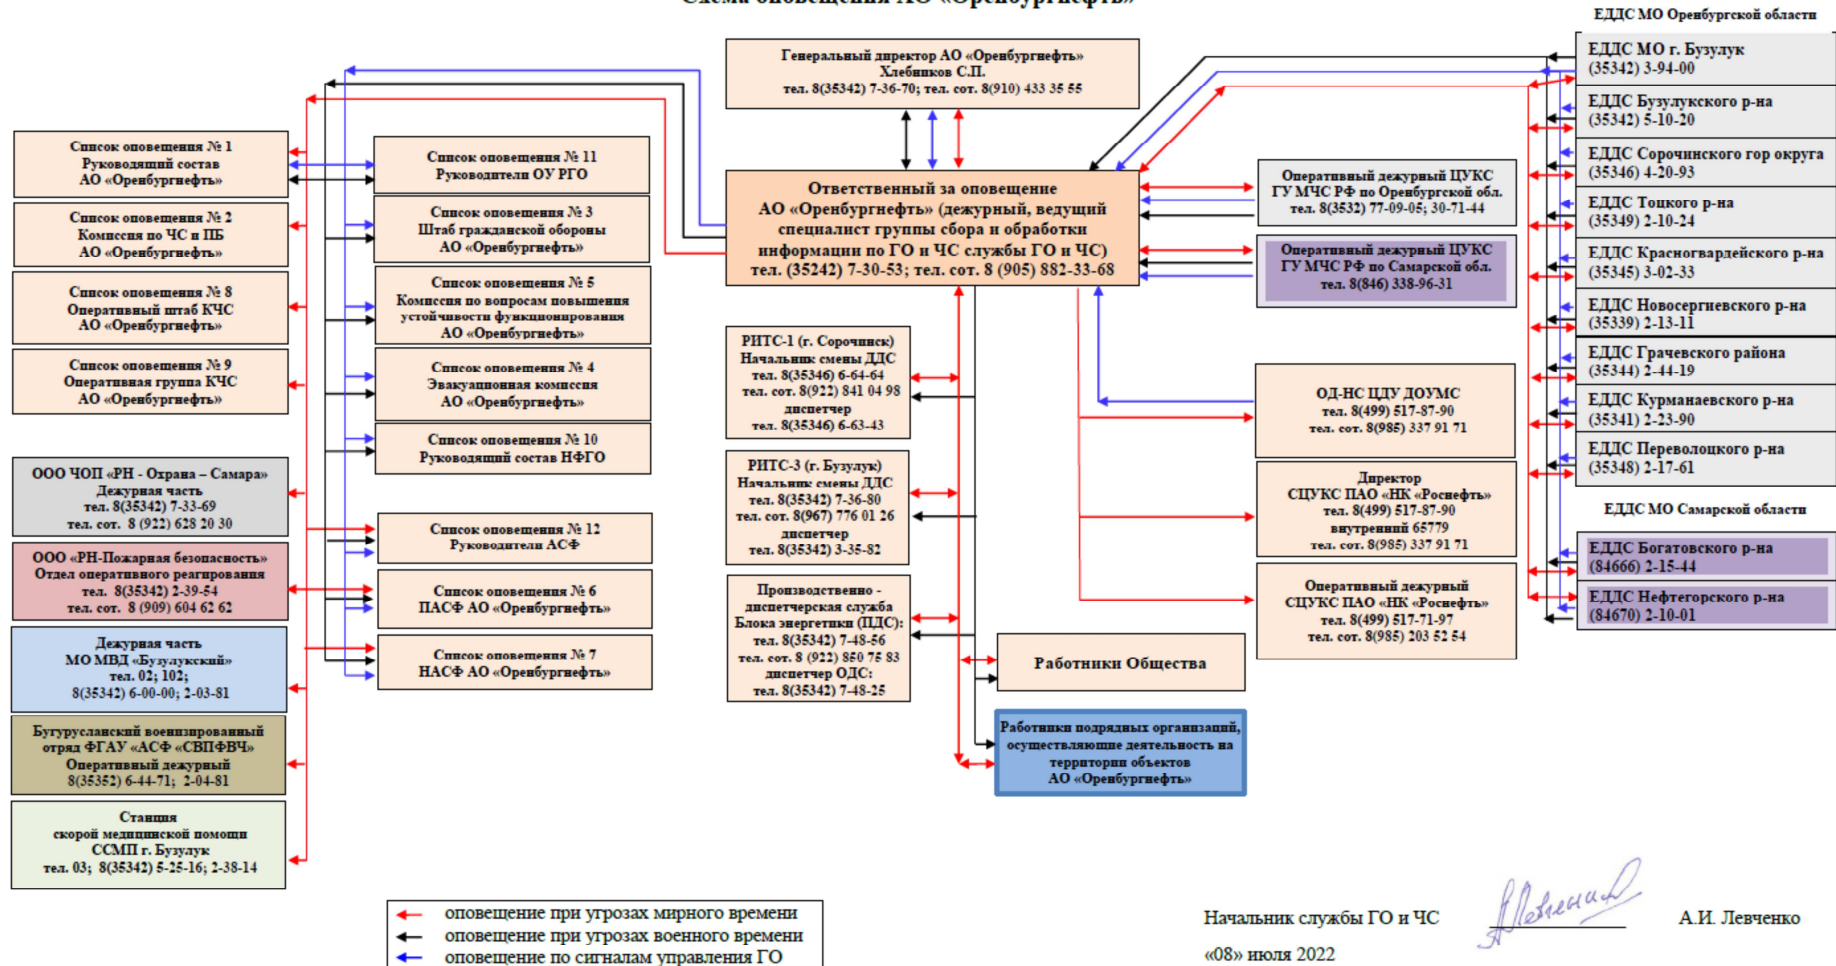 Схема оповещения АО «Оренбургнефть»
ЕДДС МО Оренбургской области
Генеральный директор АО «Оренбургнефть»
Хлебников С.П.
тел. 8(35342) 7-36-70; тел. сот. 8(910) 433 35 55
Список оповещения № 1
Руководящий состав
АО «Оренбургнефть»
Список оповещения № 2
Комиссия по ЧС и ПБ
АО «Оренбургнефть»
Список оповещения № 8
Оперативный штаб КЧС
АО «Оренбургнефть»
Список оповещения № 9
Оперативная группа КЧС
АО «Оренбургнефть»
ООО ЧОП «РН - Охрана – Самара»
Дежурная часть
тел. 8(35342) 7-33-69
тел. сот. 8 (922) 628 20 30
ООО «РН-Пожарная безопасность»
Отдел оперативного реагирования
тел. 8(35342) 2-39-54
тел. сот. 8 (909) 604 62 62
Дежурная часть
МО МВД «Бузулукский»
тел. 02; 102;
8(35342) 6-00-00; 2-03-81
Бугурусланский военизированный
отряд ФГАУ «АСФ «СВПФВЧ»
Оперативный дежурный
8(35352) 6-44-71; 2-04-81
Станция
скорой медицинской помощи
ССМП г. Бузулук
тел. 03; 8(35342) 5-25-16; 2-38-14
Список оповещения № 11
Руководители ОУ РГО
Список оповещения № 3
Штаб гражданской обороны
АО «Оренбургнефть»
Список оповещения № 5
Комиссия по вопросам повышения
устойчивости функционирования
АО «Оренбургнефть»
Список оповещения № 4
Эвакуационная комиссия
АО «Оренбургнефть»
Список оповещения № 10
Руководящий состав НФГО
Список оповещения № 12
Руководители АСФ
Список оповещения № 6
ПАСФ АО «Оренбургнефть»
Список оповещения № 7
НАСФ АО «Оренбургнефть»
Ответственный за оповещение
АО «Оренбургнефть» (дежурный, ведущий
специалист группы сбора и обработки
информации по ГО и ЧС службы ГО и ЧС)
тел. (35242) 7-30-53; тел. сот. 8 (905) 882-33-68
РИТС-1 (г. Сорочинск)
Начальник смены ДДС
тел. 8(35346) 6-64-64
тел. сот. 8(922) 841 04 98
диспетчер
тел. 8(35346) 6-63-43
РИТС-3 (г. Бузулук)
Начальник смены ДДС
тел. 8(35342) 7-36-80
тел. сот. 8(967) 776 01 26
диспетчер
тел. 8(35342) 3-35-82
Производственно -
диспетчерская служба
Блока энергетики (ПДС):
тел. 8(35342) 7-48-56
тел. сот. 8 (922) 850 75 83
диспетчер ОДС:
тел. 8(35342) 7-48-25
Работники Общества
Работники подрядных организаций,
осуществляющие деятельность на
территории объектов
АО «Оренбургнефть»
Оперативный дежурный ЦУКС
ГУ МЧС РФ по Оренбургской обл.
тел. 8(3532) 77-09-05; 30-71-44
Оперативный дежурный ЦУКС
ГУ МЧС РФ по Самарской обл.
тел. 8(846) 338-96-31
ОД-НС ЦДУ ДОУМС
тел. 8(499) 517-87-90
тел. сот. 8(985) 337 91 71
Директор
СЦУКС ПАО «НК «Роснефть»
тел. 8(499) 517-87-90
внутренний 65779
тел. сот. 8(985) 337 91 71
Оперативный дежурный
СЦУКС ПАО «НК «Роснефть»
тел. 8(499) 517-71-97
тел. сот. 8(985) 203 52 54
ЕДДС МО г. Бузулук
(35342) 3-94-00
ЕДДС Бузулукского р-на
(35342) 5-10-20
ЕДДС Сорочинского гор округа
(35346) 4-20-93
ЕДДС Тоцкого р-на
(35349) 2-10-24
ЕДДС Красногвардейского р-на
(35345) 3-02-33
ЕДДС Новосергиевского р-на
(35339) 2-13-11
ЕДДС Грачевского района
(35344) 2-44-19
ЕДДС Курманаевского р-на
(35341) 2-23-90
ЕДДС Переволоцкого р-на
(35348) 2-17-61
ЕДДС МО Самарской области
ЕДДС Богатовского р-на
(84666) 2-15-44
ЕДДС Нефтегорского р-на
(84670) 2-10-01
оповещение при угрозах мирного времени
оповещение при угрозах военного времени
оповещение по сигналам управления ГО
Начальник службы ГО и ЧС А.И. Левченко
«08» июля 2022